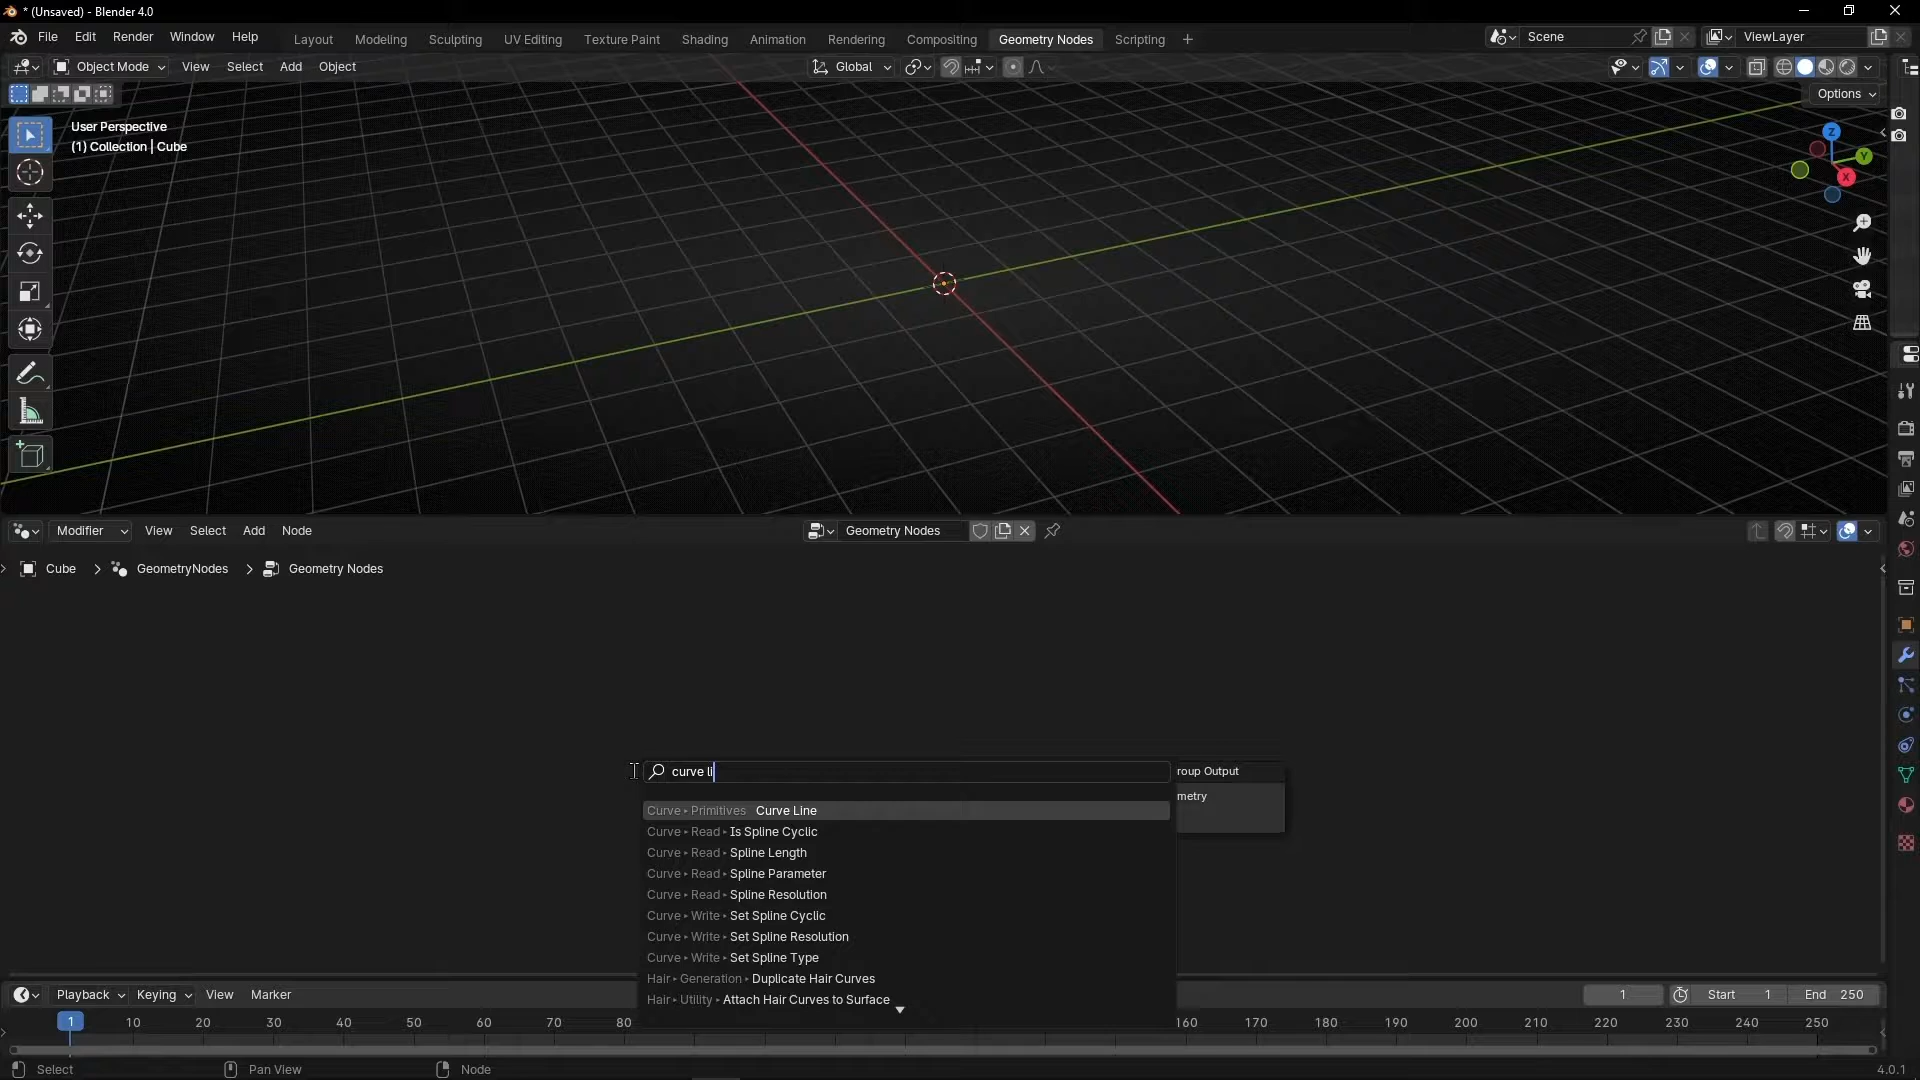 * (Unsaved) - Blender 4.0
File Edit Render Window Help Layout Modeling Sculpting UV Editing Texture Paint Shading Animation Rendering Compositing Geometry Nodes Scripting + Scene ViewLayer
Object Mode View Select Add Object Global
Options
User Perspective
(1) Collection | Cube
Z
Y
X
Modifier View Select Add Node Geometry Nodes
Cube > GeometryNodes > Geometry Nodes
curve li
roup Output
metry
Curve ▸ Primitives Curve Line
Curve ▸ Read ▸ Is Spline Cyclic
Curve ▸ Read ▸ Spline Length
Curve ▸ Read ▸ Spline Parameter
Curve ▸ Read ▸ Spline Resolution
Curve ▸ Write ▸ Set Spline Cyclic
Curve ▸ Write ▸ Set Spline Resolution
Curve ▸ Write ▸ Set Spline Type
Hair ▸ Generation ▸ Duplicate Hair Curves
Hair ▸ Utility ▸ Attach Hair Curves to Surface
Playback Keying View Marker 1 Start 1 End 250
1 10 20 30 40 50 60 70 80 160 170 180 190 200 210 220 230 240 250
Select Pan View Node 4.0.1